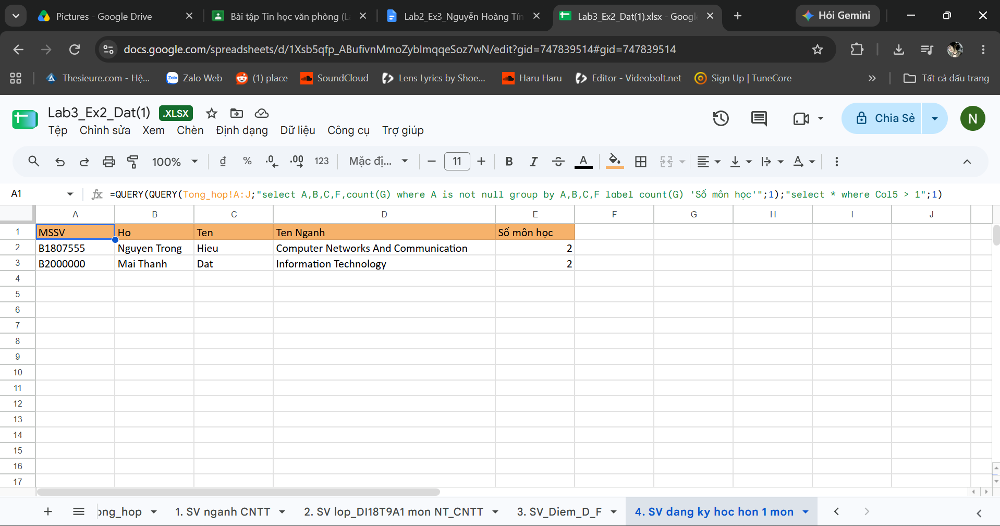 Pictures - Google Drive
Bài tập Tin học văn phòng (L
Lab2_Ex3_Nguyễn Hoàng Tín
Lab3_Ex2_Dat(1).xlsx - Googl
Hỏi Gemini
docs.google.com/spreadsheets/d/1Xsb5qfp_ABufivnMmoZybImqqeSoz7wN/edit?gid=747839514#gid=747839514
Thesieure.com - Hệ...
Zalo
Zalo Web
(1) place
SoundCloud
Lens Lyrics by Shoe...
Haru Haru
Editor - Videobolt.net
Sign Up | TuneCore
Tất cả dấu trang
Lab3_Ex2_Dat(1)
.XLSX
Tệp Chỉnh sửa Xem Chèn Định dạng Dữ liệu Công cụ Trợ giúp
Chia Sẻ
N
100%
đ
%
.0
.00
123
Mặc đị...
11
B
I
S
A
A
A1
fx
=QUERY(QUERY(Tong_hop!A:J;"select A,B,C,F,count(G) where A is not null group by A,B,C,F label count(G) 'Số môn học'";1);"select * where Col5 > 1";1)
A B C D E F G H I J
1 MSSV Ho Ten Ten Nganh Số môn học
2 B1807555 Nguyen Trong Hieu Computer Networks And Communication 2
3 B2000000 Mai Thanh Dat Information Technology 2
4
5
6
7
8
9
10
11
12
13
14
15
16
17
ong_hop
1. SV nganh CNTT
2. SV lop_DI18T9A1 mon NT_CNTT
3. SV_Diem_D_F
4. SV dang ky hoc hon 1 mon